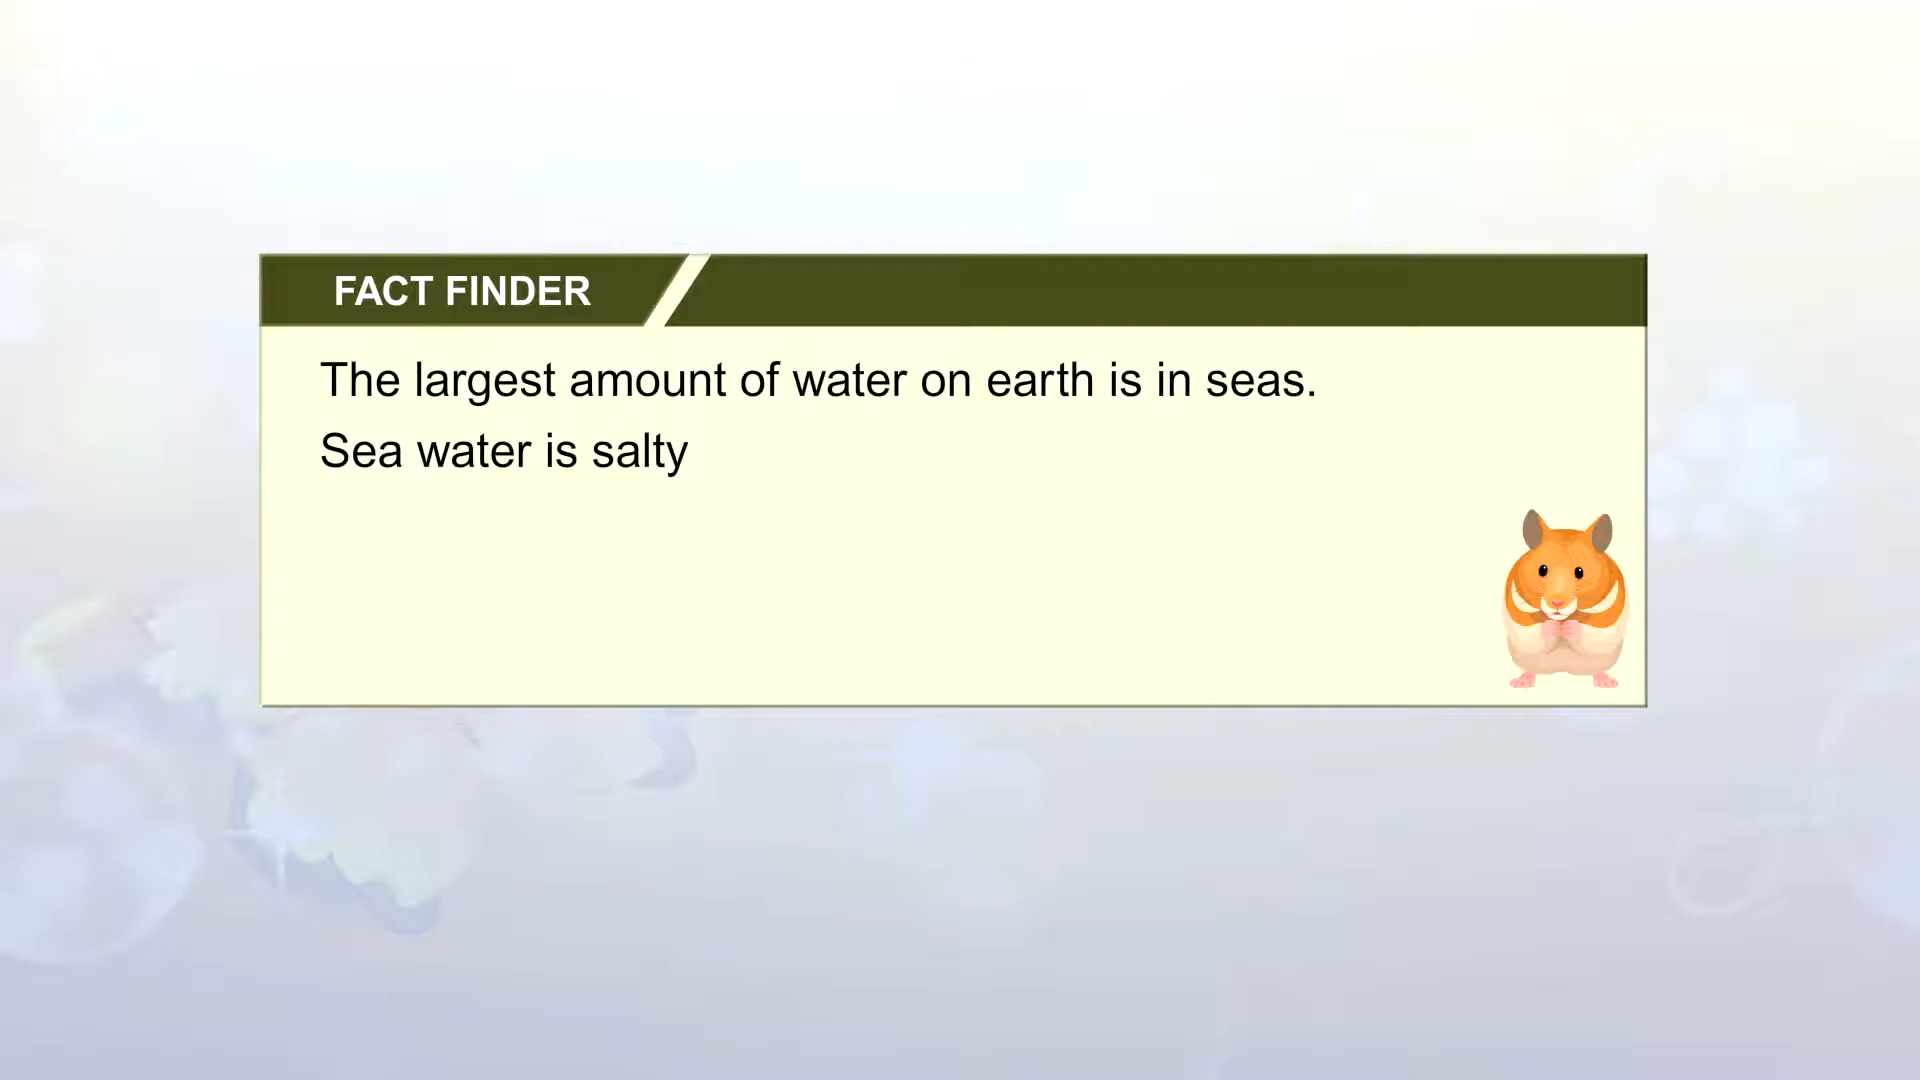 FACT FINDER
The largest amount of water on earth is in seas.
Sea water is salty